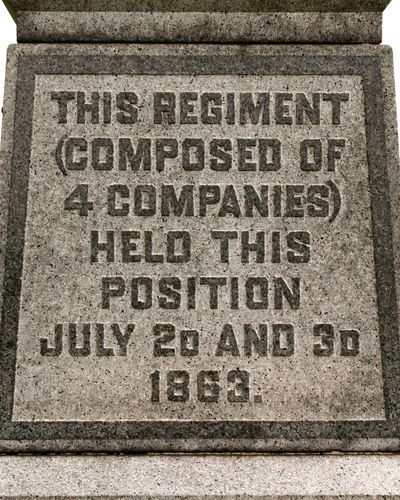 THIS REGIMENT
(COMPOSED OF
4 COMPANIES)
HELD THIS
POSITION
JULY 2D AND 3D
1863.